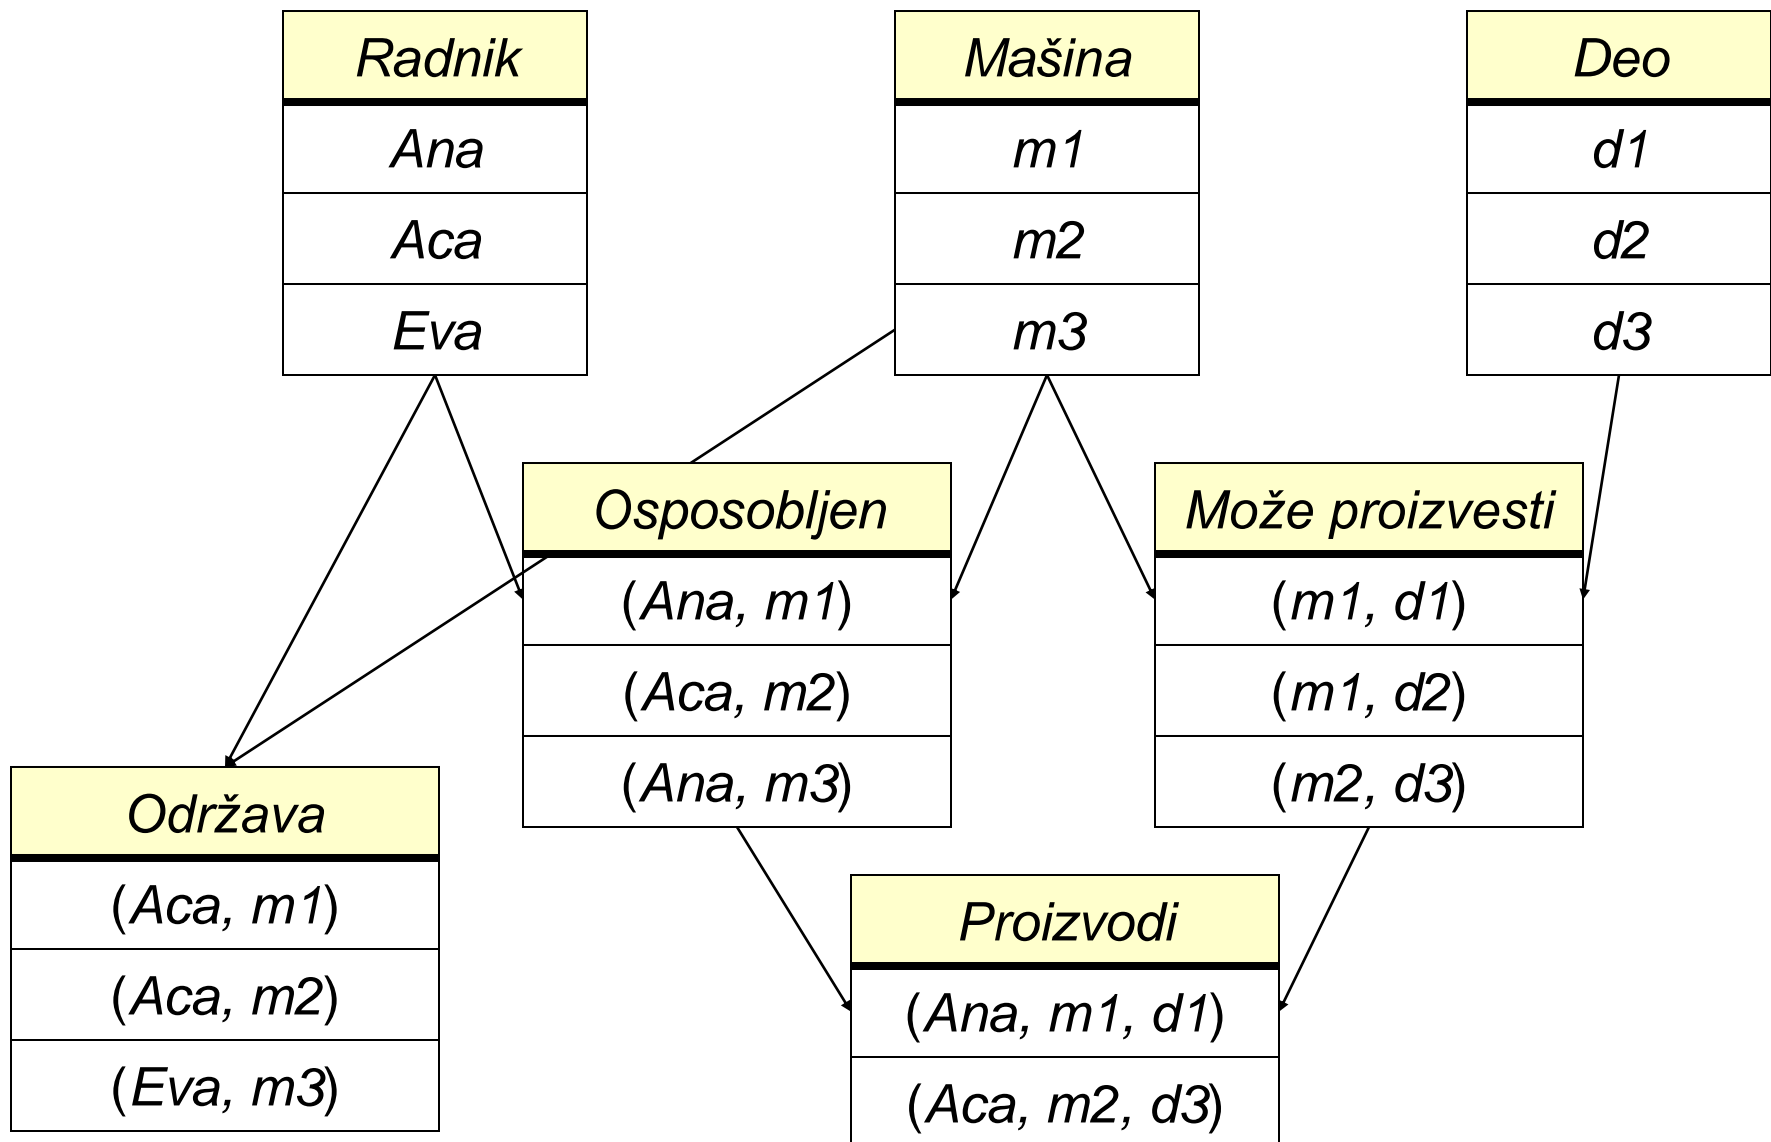 Radnik
Ana
Aca
Eva
Mašina
m1
m2
m3
Deo
d1
d2
d3
Osposobljen
(Ana, m1)
(Aca, m2)
(Ana, m3)
Može proizvesti
(m1, d1)
(m1, d2)
(m2, d3)
Održava
(Aca, m1)
(Aca, m2)
(Eva, m3)
Proizvodi
(Ana, m1, d1)
(Aca, m2, d3)